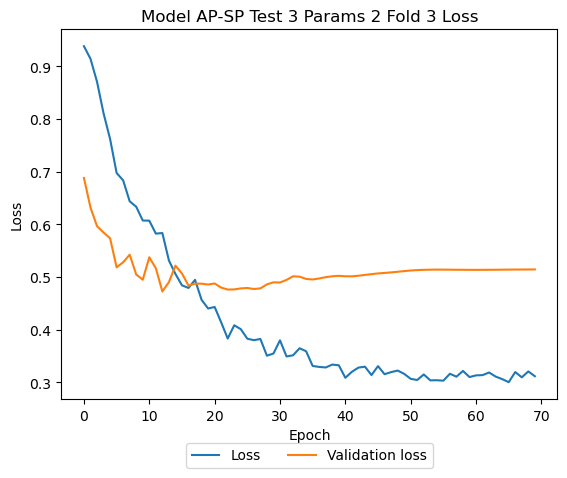 Model AP-SP Test 3 Params 2 Fold 3 Loss
Loss
0.9
0.8
0.7
0.6
0.5
0.4
0.3
0 10 20 30 40 50 60 70
Epoch
Loss Validation loss